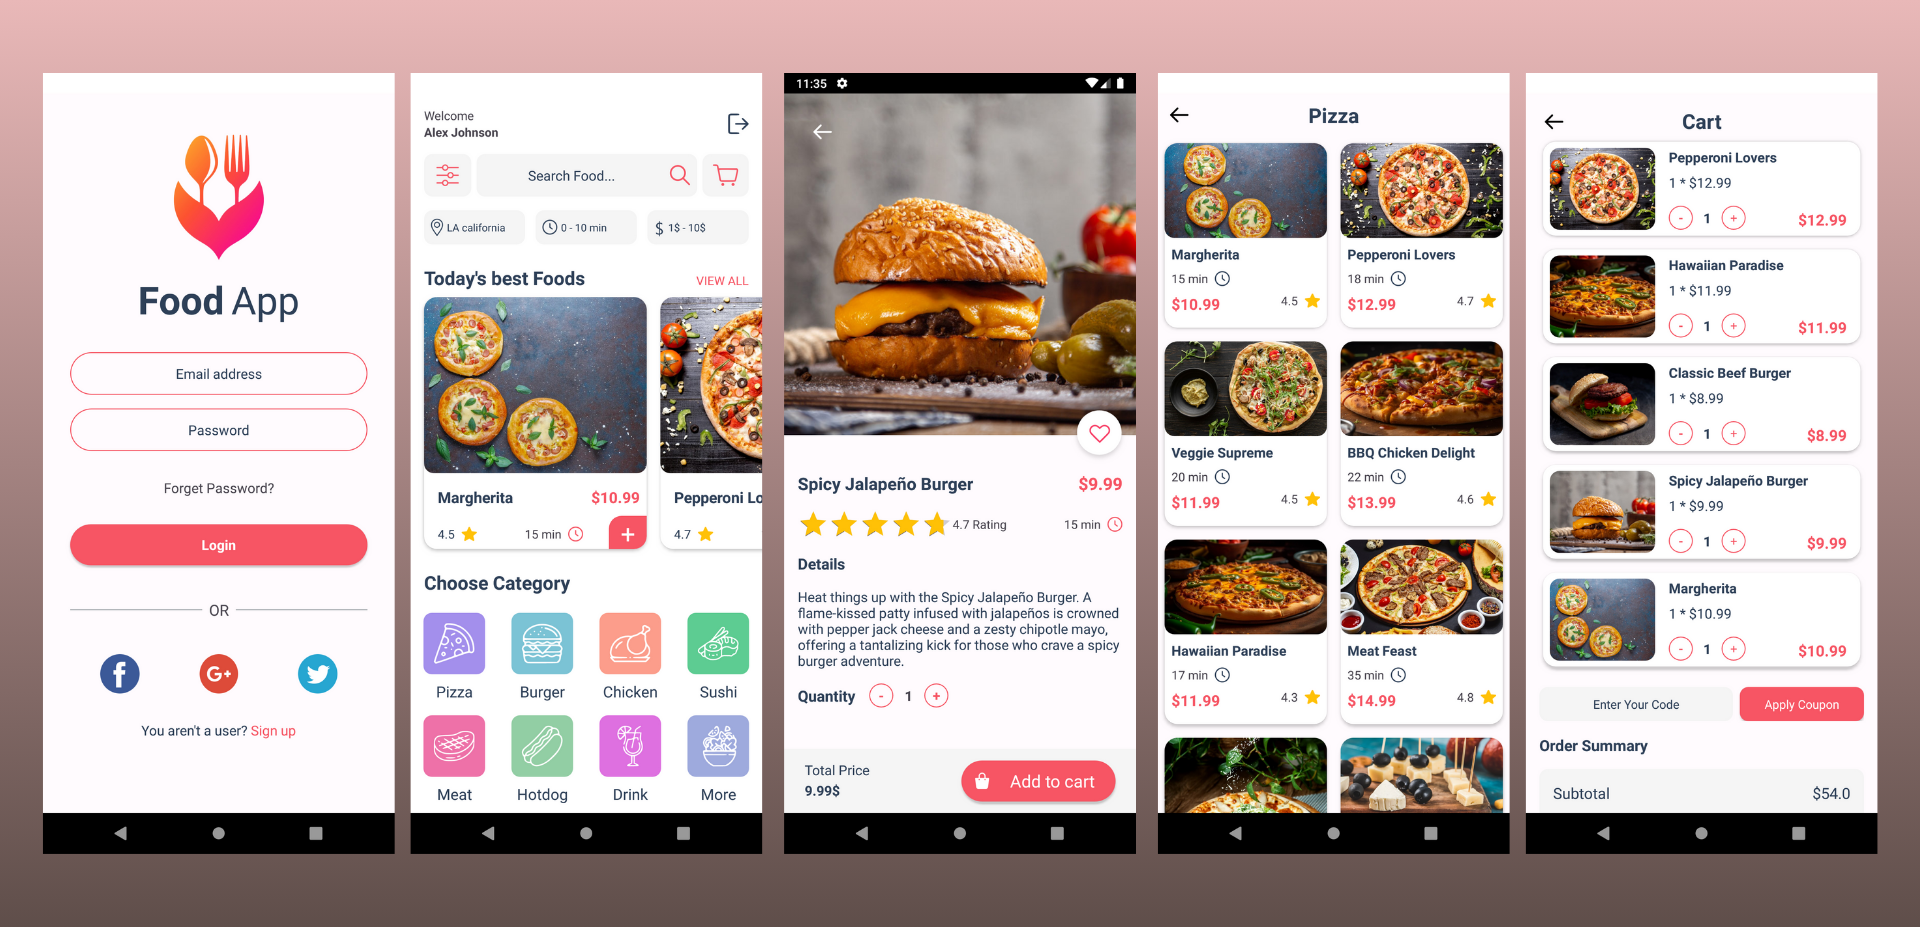 Food App
Email address
Password
Forget Password?
Login
OR
f
G+
You aren't a user? Sign up
Welcome
Alex Johnson
Search Food...
LA california
0 - 10 min
$ 1$ - 10$
Today's best Foods
VIEW ALL
Margherita $10.99
4.5 15 min +
Pepperoni Lo
4.7
Choose Category
Pizza Burger Chicken Sushi
Meat Hotdog Drink More
11:35
Spicy Jalapeño Burger $9.99
4.7 Rating 15 min
Details
Heat things up with the Spicy Jalapeño Burger. A
flame-kissed patty infused with jalapeños is crowned
with pepper jack cheese and a zesty chipotle mayo,
offering a tantalizing kick for those who crave a spicy
burger adventure.
Quantity - 1 +
Total Price
9.99$
Add to cart
Pizza
Margherita
15 min
$10.99 4.5
Pepperoni Lovers
18 min
$12.99 4.7
Veggie Supreme
20 min
$11.99 4.5
BBQ Chicken Delight
22 min
$13.99 4.6
Hawaiian Paradise
17 min
$11.99 4.3
Meat Feast
35 min
$14.99 4.8
Cart
Pepperoni Lovers
1 * $12.99
- 1 + $12.99
Hawaiian Paradise
1 * $11.99
- 1 + $11.99
Classic Beef Burger
1 * $8.99
- 1 + $8.99
Spicy Jalapeño Burger
1 * $9.99
- 1 + $9.99
Margherita
1 * $10.99
- 1 + $10.99
Enter Your Code
Apply Coupon
Order Summary
Subtotal $54.0